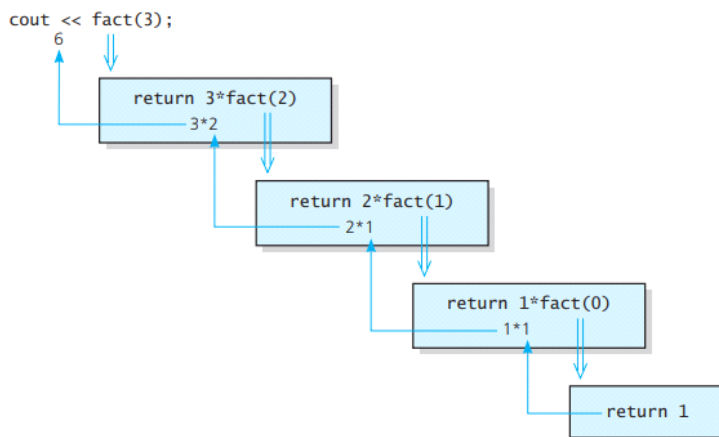 cout << fact(3);
6
return 3*fact(2)
3*2
return 2*fact(1)
2*1
return 1*fact(0)
1*1
return 1